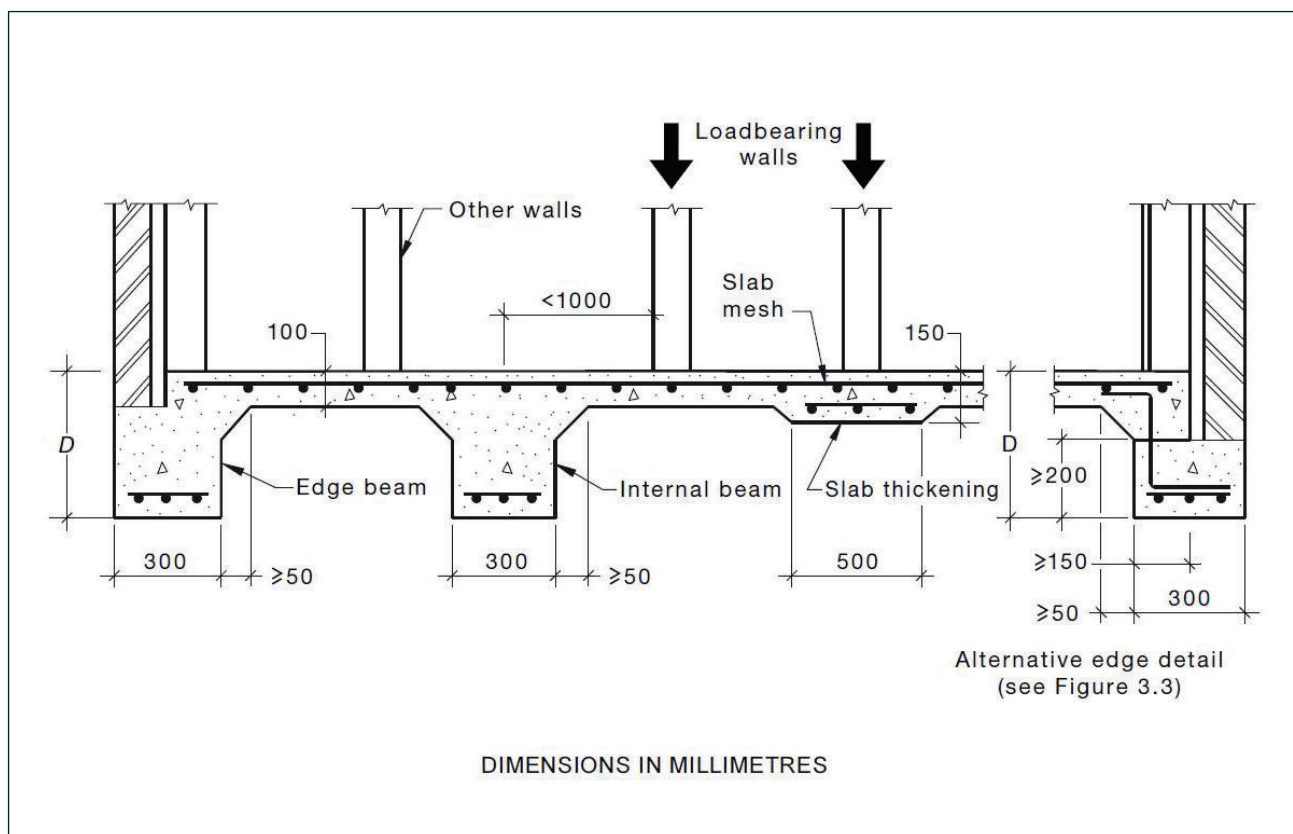 Loadbearing
walls
Other walls
<1000
Slab
mesh
100
150
D
D
Edge beam
Internal beam
Slab thickening
≥200
300
≥50
300
≥50
500
≥150
≥50
300
Alternative edge detail
(see Figure 3.3)
DIMENSIONS IN MILLIMETRES